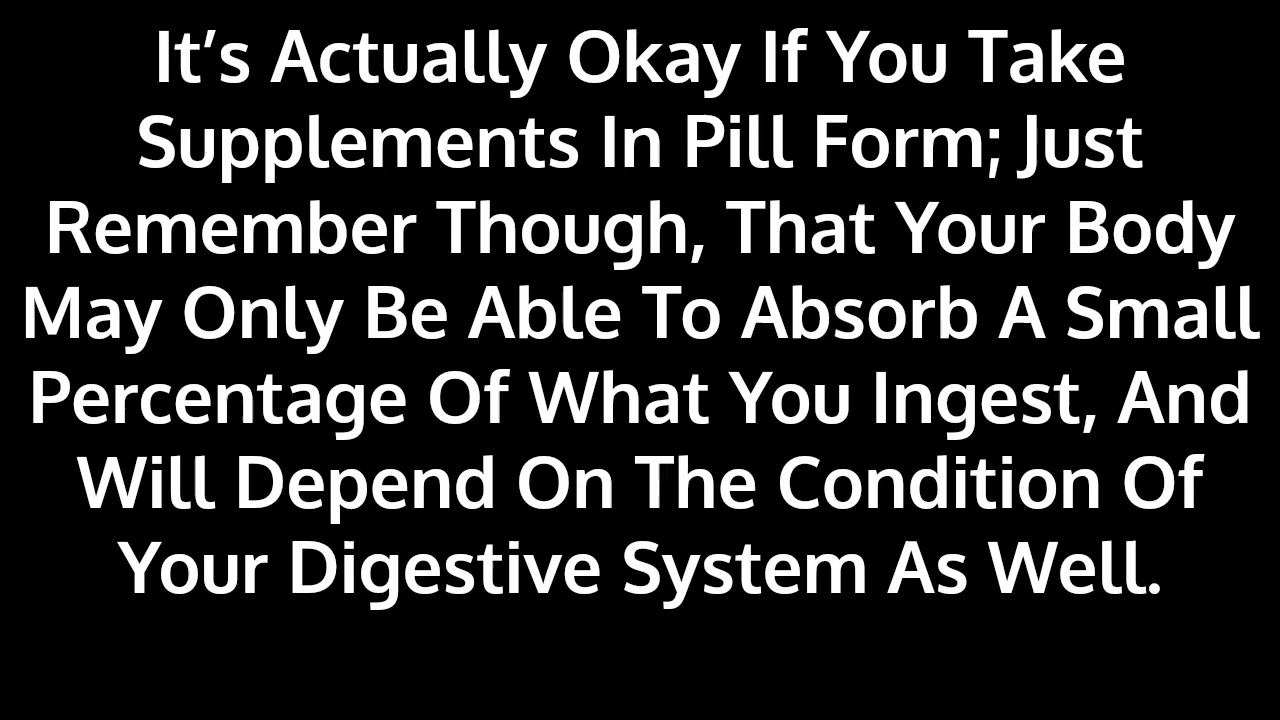 It’s Actually Okay If You Take
Supplements In Pill Form; Just
Remember Though, That Your Body
May Only Be Able To Absorb A Small
Percentage Of What You Ingest, And
Will Depend On The Condition Of
Your Digestive System As Well.